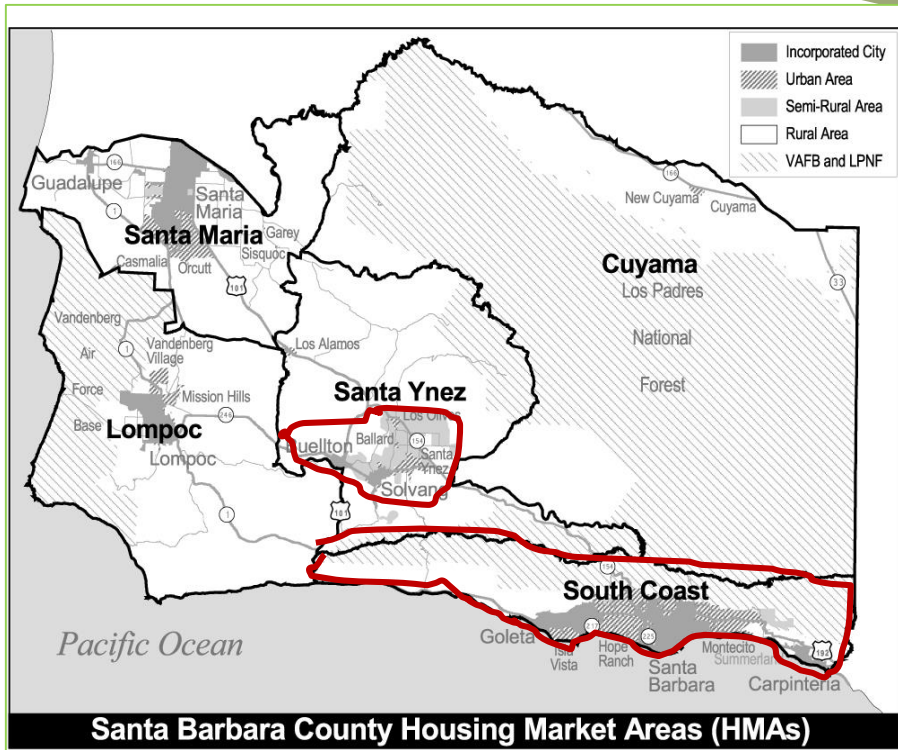 Incorporated City
Urban Area
Semi-Rural Area
Rural Area
VAFB and LPNF
166
Guadalupe
Santa
Maria
1
Santa Maria
Garey
Sisquoc
Casmalia
Orcutt
101
166
New Cuyama
Cuyama
Cuyama
Los Padres
National
Forest
33
Vandenberg
Air
Force
Base
1
Vandenberg
Village
Mission Hills
246
Lompoc
Lompoc
1
Los Alamos
Santa Ynez
Los Olivos
Buellton
Ballard
154
Santa
Ynez
Solvang
101
154
South Coast
Goleta
217
Isla
Vista
Hope
Ranch
225
Santa
Barbara
Montecito
Summerland
192
Carpinteria
Pacific Ocean
Santa Barbara County Housing Market Areas (HMAs)